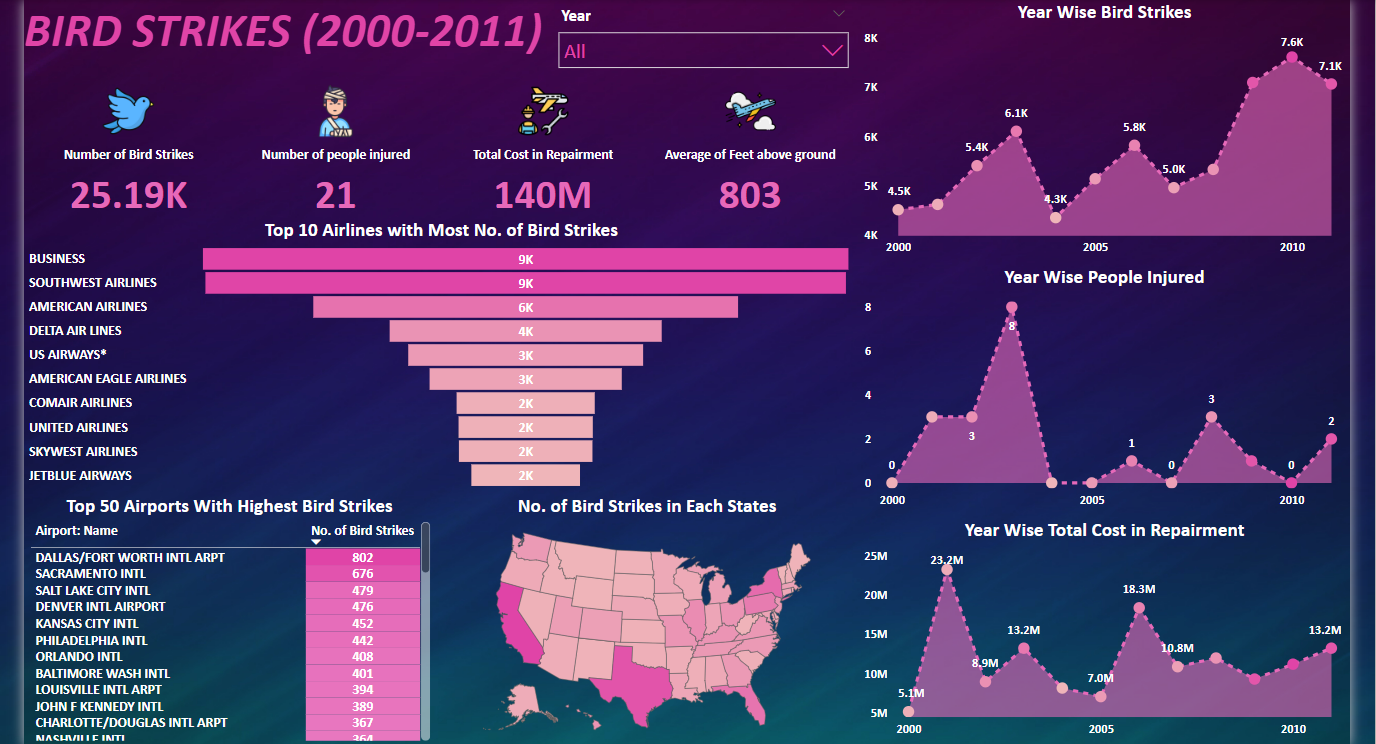 BIRD STRIKES (2000-2011)
Year
All
Number of Bird Strikes
25.19K
Number of people injured
21
Total Cost in Repairment
140M
Average of Feet above ground
803
Top 10 Airlines with Most No. of Bird Strikes
BUSINESS 9K
SOUTHWEST AIRLINES 9K
AMERICAN AIRLINES 6K
DELTA AIR LINES 4K
US AIRWAYS* 3K
AMERICAN EAGLE AIRLINES 3K
COMAIR AIRLINES 2K
UNITED AIRLINES 2K
SKYWEST AIRLINES 2K
JETBLUE AIRWAYS 2K
Top 50 Airports With Highest Bird Strikes
Airport: Name No. of Bird Strikes
DALLAS/FORT WORTH INTL ARPT 802
SACRAMENTO INTL 676
SALT LAKE CITY INTL 479
DENVER INTL AIRPORT 476
KANSAS CITY INTL 452
PHILADELPHIA INTL 442
ORLANDO INTL 408
BALTIMORE WASH INTL 401
LOUISVILLE INTL ARPT 394
JOHN F KENNEDY INTL 389
CHARLOTTE/DOUGLAS INTL ARPT 367
NASHVILLE INTL 364
No. of Bird Strikes in Each States
Year Wise Bird Strikes
8K
7K
6K
5K
4K
4.5K
5.4K
6.1K
4.3K
5.8K
5.0K
7.6K
7.1K
2000 2005 2010
Year Wise People Injured
8
6
4
2
0
0
3
8
1
0
3
0
2
2000 2005 2010
Year Wise Total Cost in Repairment
25M
20M
15M
10M
5M
5.1M
23.2M
8.9M
13.2M
7.0M
18.3M
10.8M
13.2M
2000 2005 2010